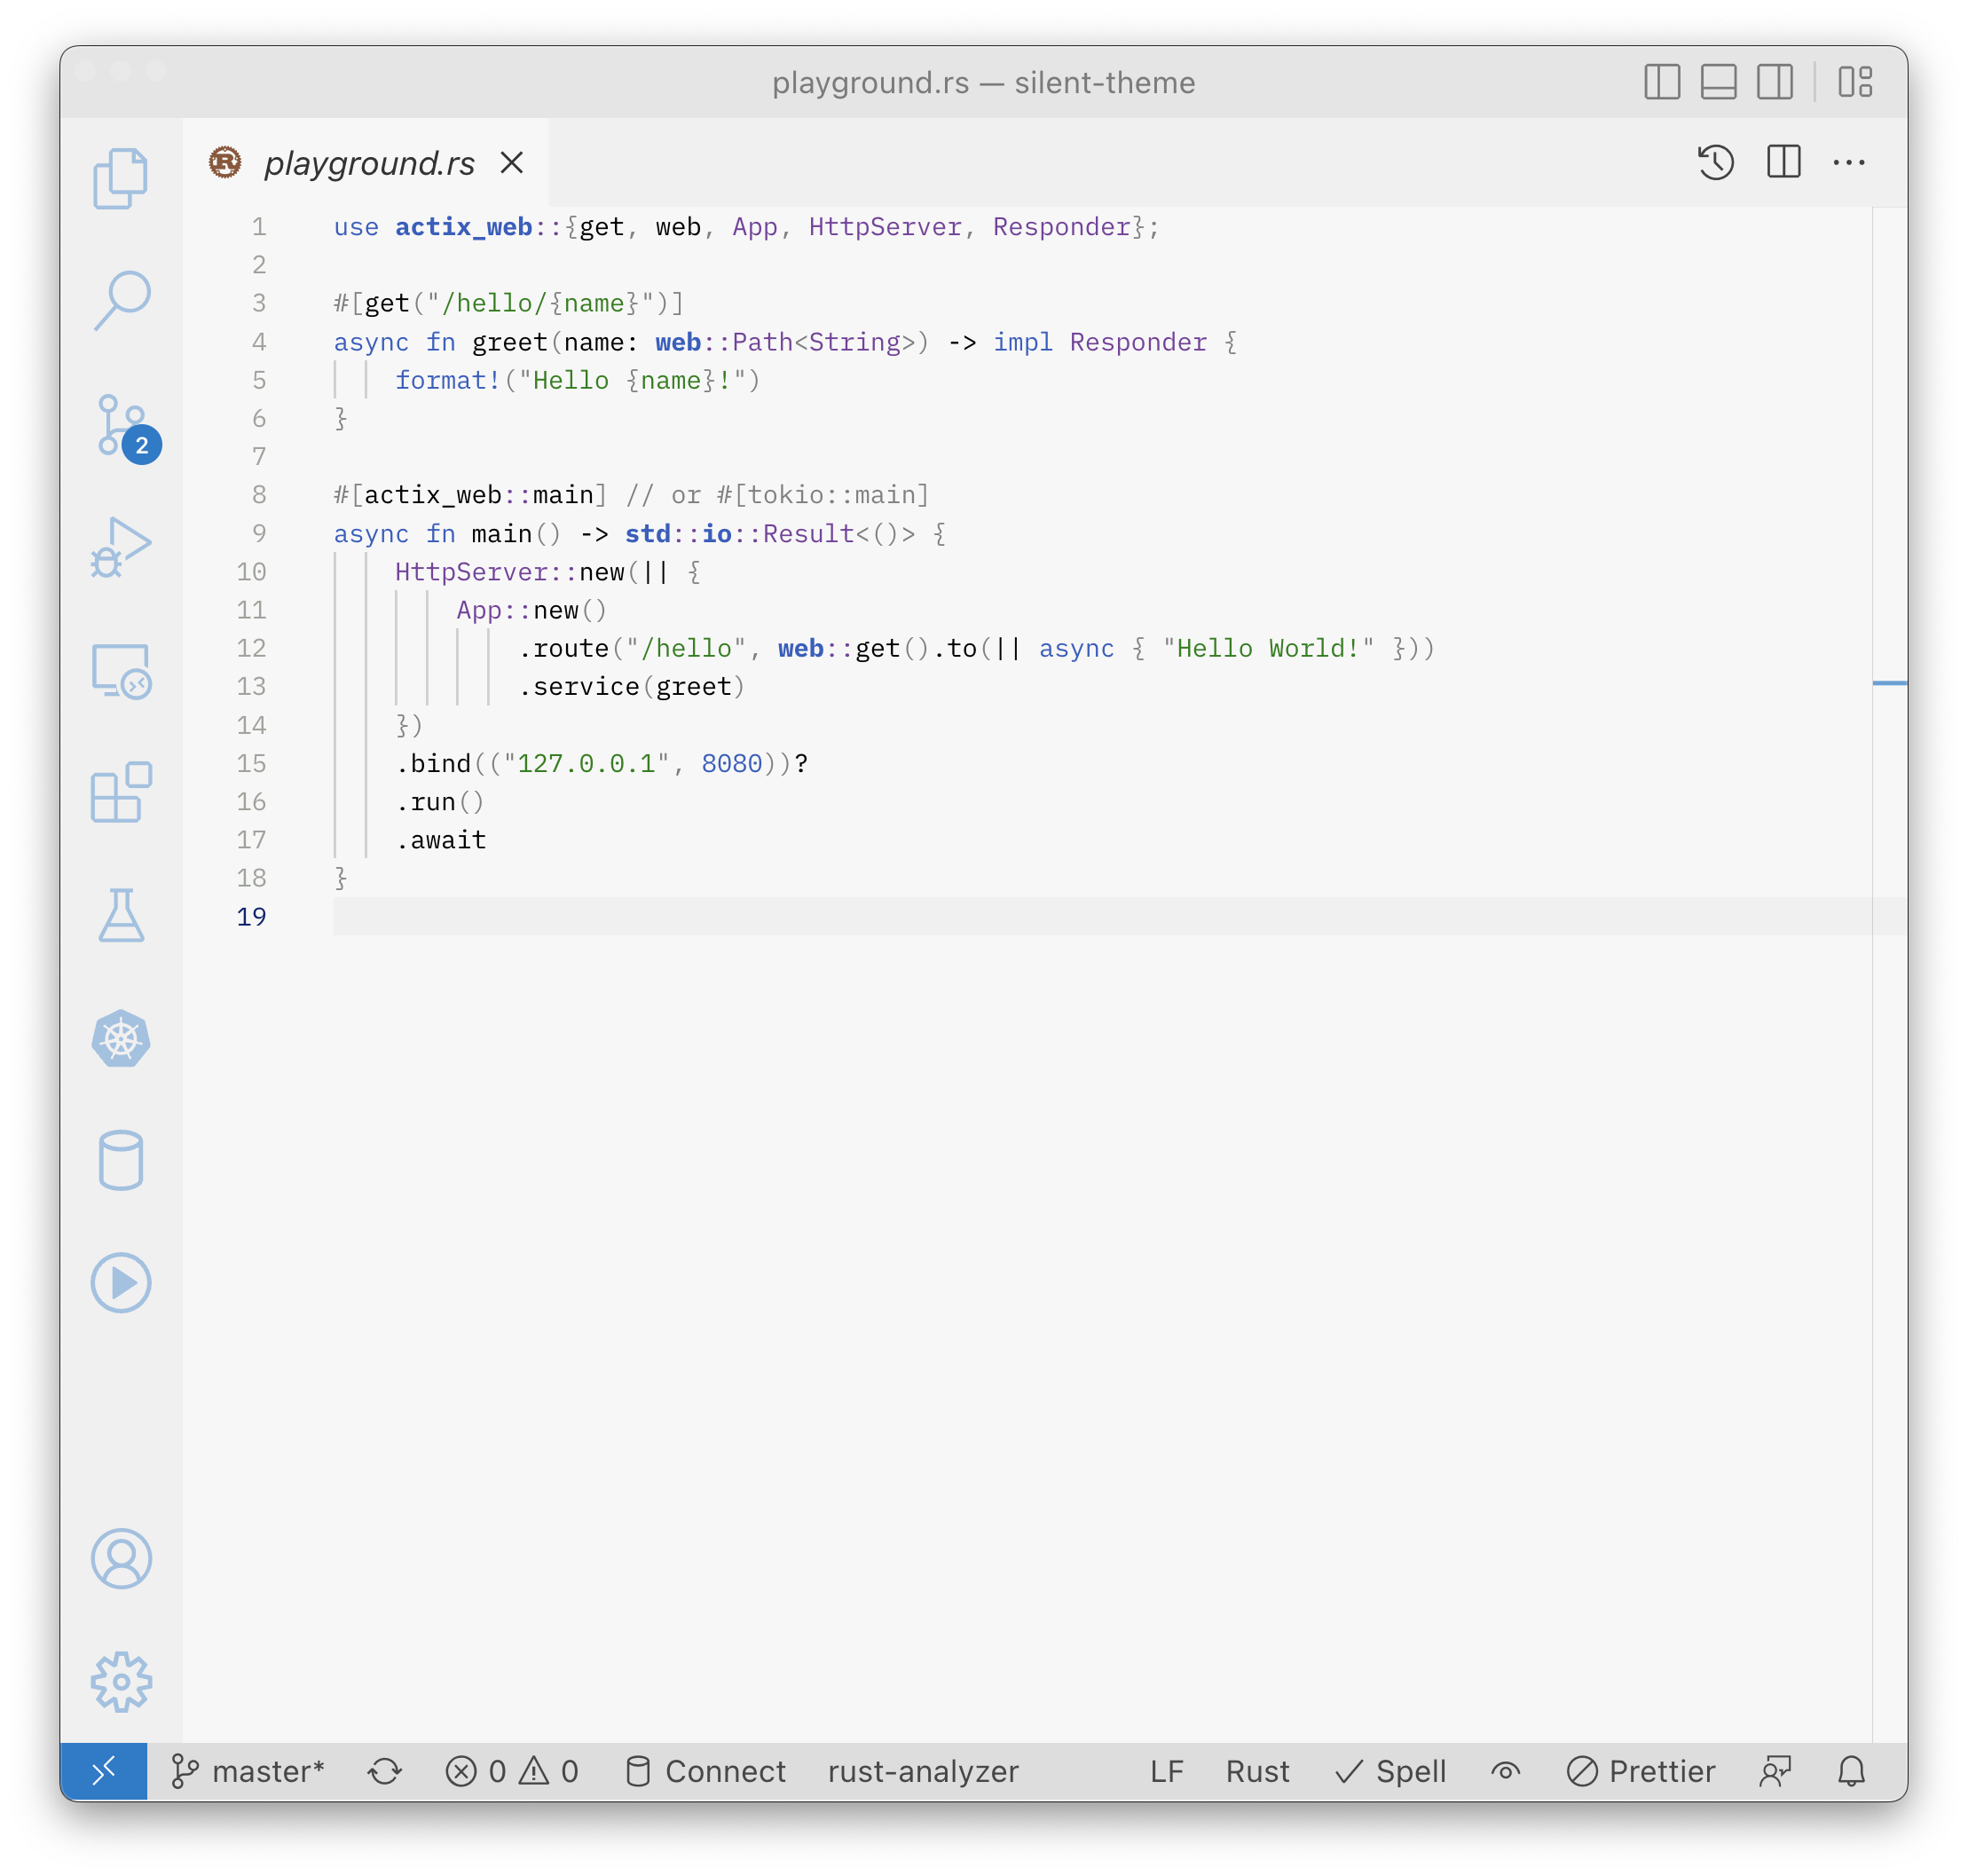 playground.rs — silent-theme
playground.rs
1 use actix_web::{get, web, App, HttpServer, Responder};
2
3 #[get("/hello/{name}")]
4 async fn greet(name: web::Path<String>) -> impl Responder {
5     format!("Hello {name}!")
6 }
7
8 #[actix_web::main] // or #[tokio::main]
9 async fn main() -> std::io::Result<()> {
10     HttpServer::new(|| {
11         App::new()
12             .route("/hello", web::get().to(|| async { "Hello World!" }))
13             .service(greet)
14     })
15     .bind(("127.0.0.1", 8080))?
16     .run()
17     .await
18 }
19
2
master* 0 0 Connect rust-analyzer LF Rust Spell Prettier